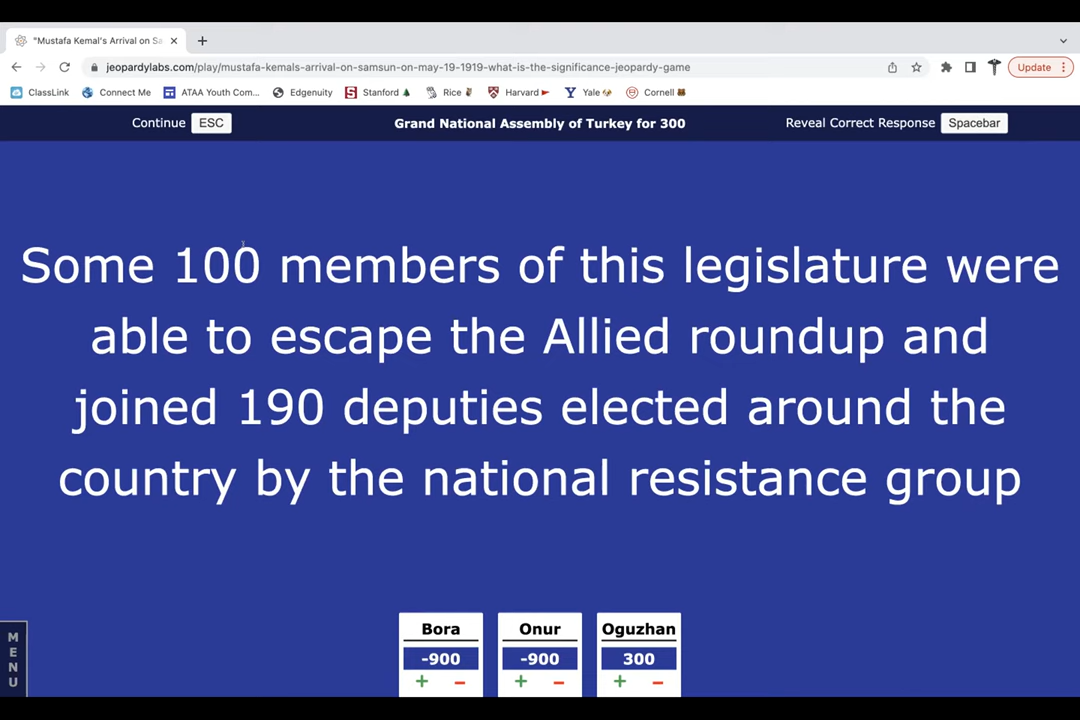 "Mustafa Kemal's Arrival on Sa
jeopardylabs.com/play/mustafa-kemals-arrival-on-samsun-on-may-19-1919-what-is-the-significance-jeopardy-game
Update
ClassLink Connect Me ATAA Youth Com... Edgenuity Stanford Rice Harvard Yale Cornell
Continue ESC Grand National Assembly of Turkey for 300 Reveal Correct Response Spacebar
Some 100 members of this legislature were
able to escape the Allied roundup and
joined 190 deputies elected around the
country by the national resistance group
MENU
Bora Onur Oguzhan
-900 -900 300
+ − + − + −